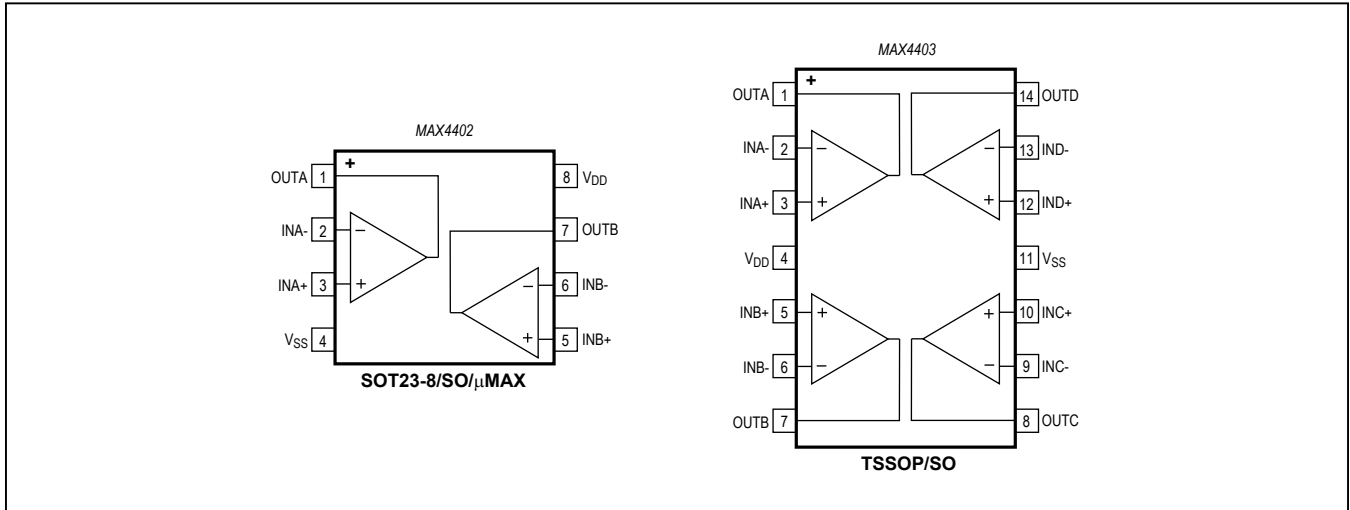 MAX4402
+
OUTA 1
8 VDD
INA- 2
−
7 OUTB
INA+ 3
+
−
6 INB-
VSS 4
+
5 INB+
SOT23-8/SO/μMAX
MAX4403
+
OUTA 1
14 OUTD
INA- 2
−
−
13 IND-
INA+ 3
+
+
12 IND+
VDD 4
11 VSS
INB+ 5
+
+
10 INC+
INB- 6
−
−
9 INC-
OUTB 7
8 OUTC
TSSOP/SO